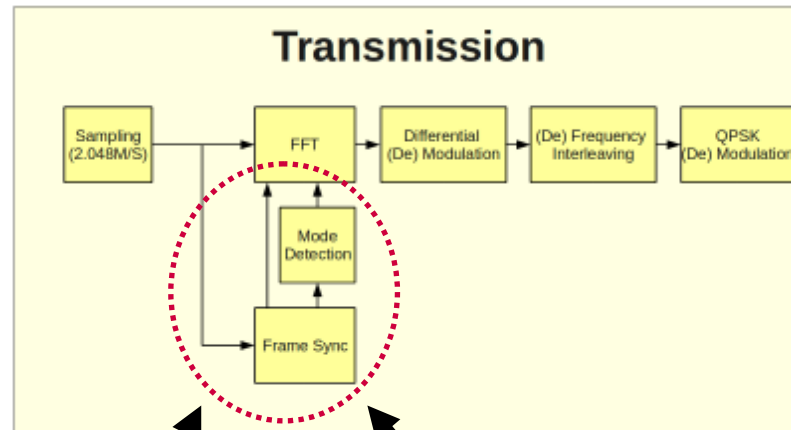 Transmission
Sampling
(2.048M/S)
FFT
Differential
(De) Modulation
(De) Frequency
Interleaving
QPSK
(De) Modulation
Mode
Detection
Frame Sync